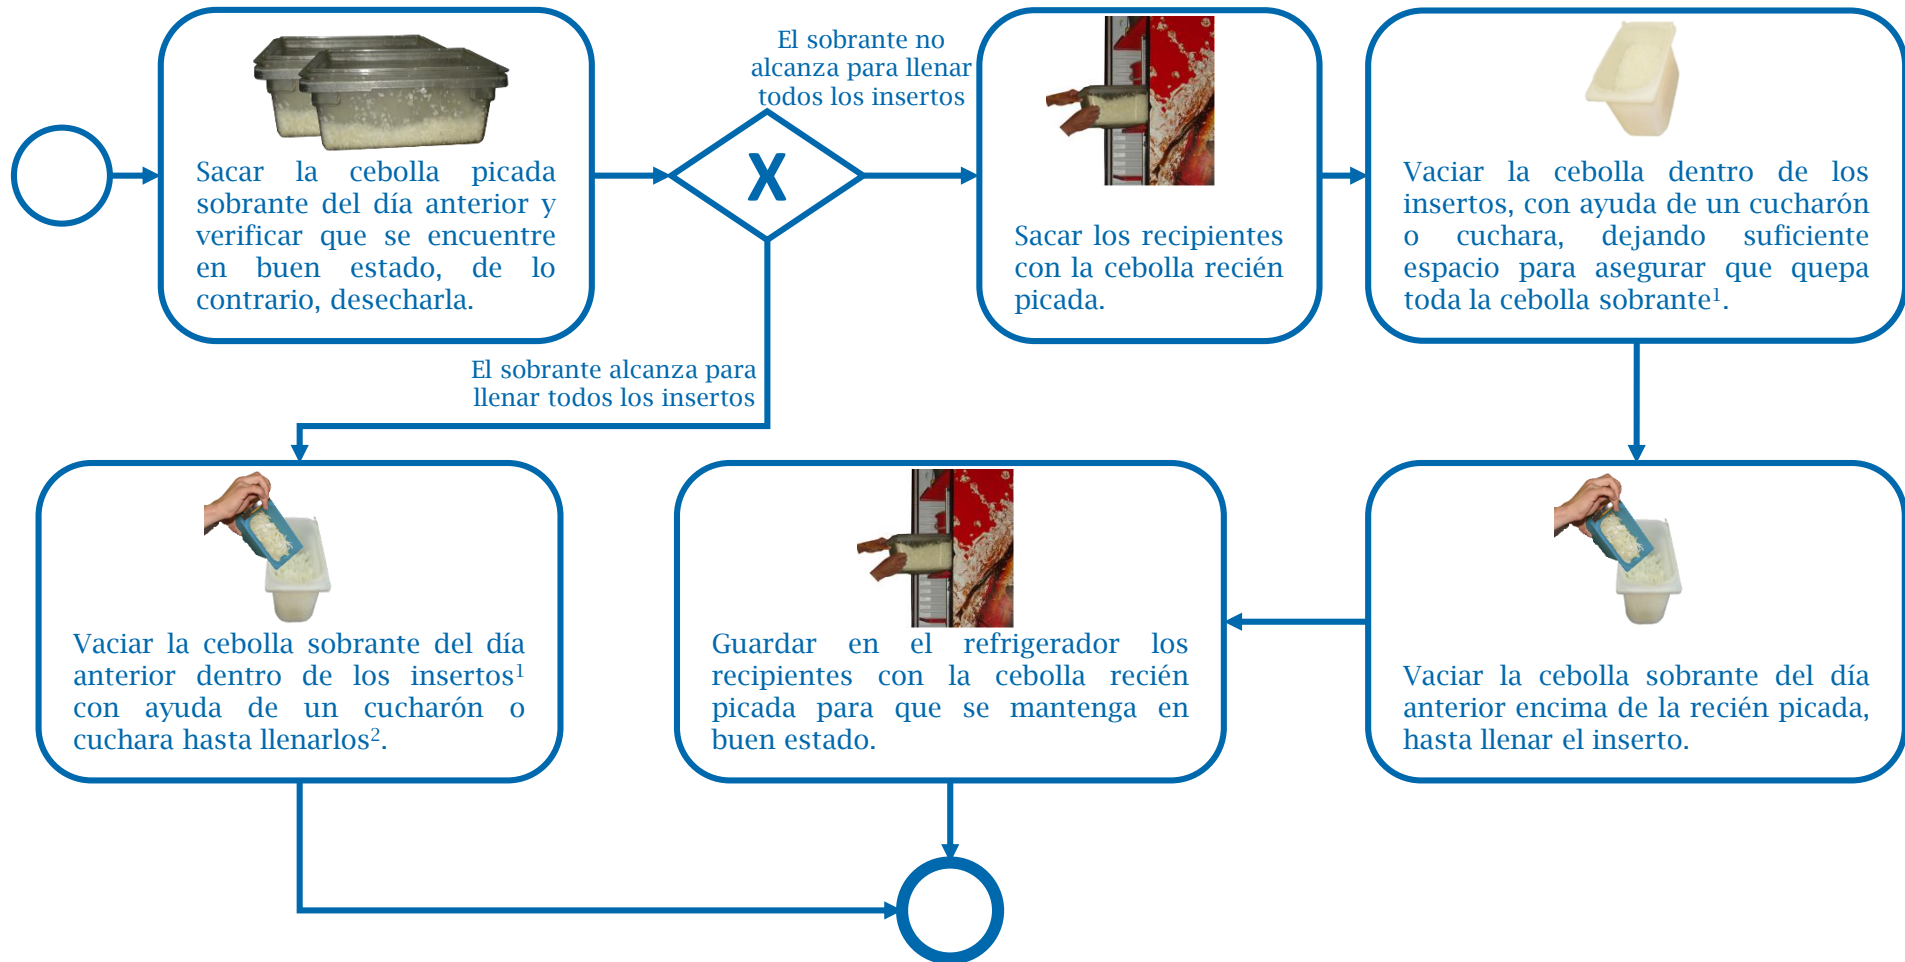 Sacar la cebolla picada
sobrante del día anterior y
verificar que se encuentre
en buen estado, de lo
contrario, desecharla.
El sobrante no
alcanza para llenar
todos los insertos
X
Sacar los recipientes
con la cebolla recién
picada.
Vaciar la cebolla dentro de los
insertos, con ayuda de un cucharón
o cuchara, dejando suficiente
espacio para asegurar que quepa
toda la cebolla sobrante¹.
El sobrante alcanza para
llenar todos los insertos
Vaciar la cebolla sobrante del día
anterior dentro de los insertos¹
con ayuda de un cucharón o
cuchara hasta llenarlos².
Guardar en el refrigerador los
recipientes con la cebolla recién
picada para que se mantenga en
buen estado.
Vaciar la cebolla sobrante del día
anterior encima de la recién picada,
hasta llenar el inserto.